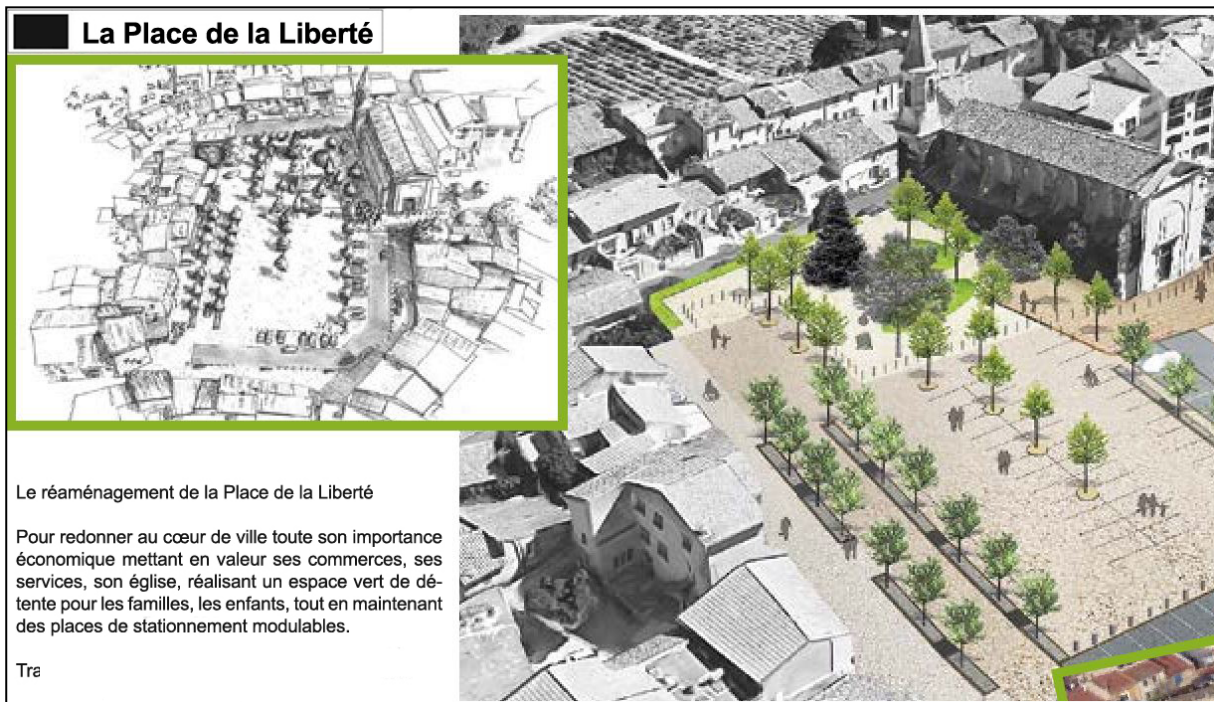 La Place de la Liberté
Le réaménagement de la Place de la Liberté
Pour redonner au cœur de ville toute son importance
économique mettant en valeur ses commerces, ses
services, son église, réalisant un espace vert de dé-
tente pour les familles, les enfants, tout en maintenant
des places de stationnement modulables.
Tra